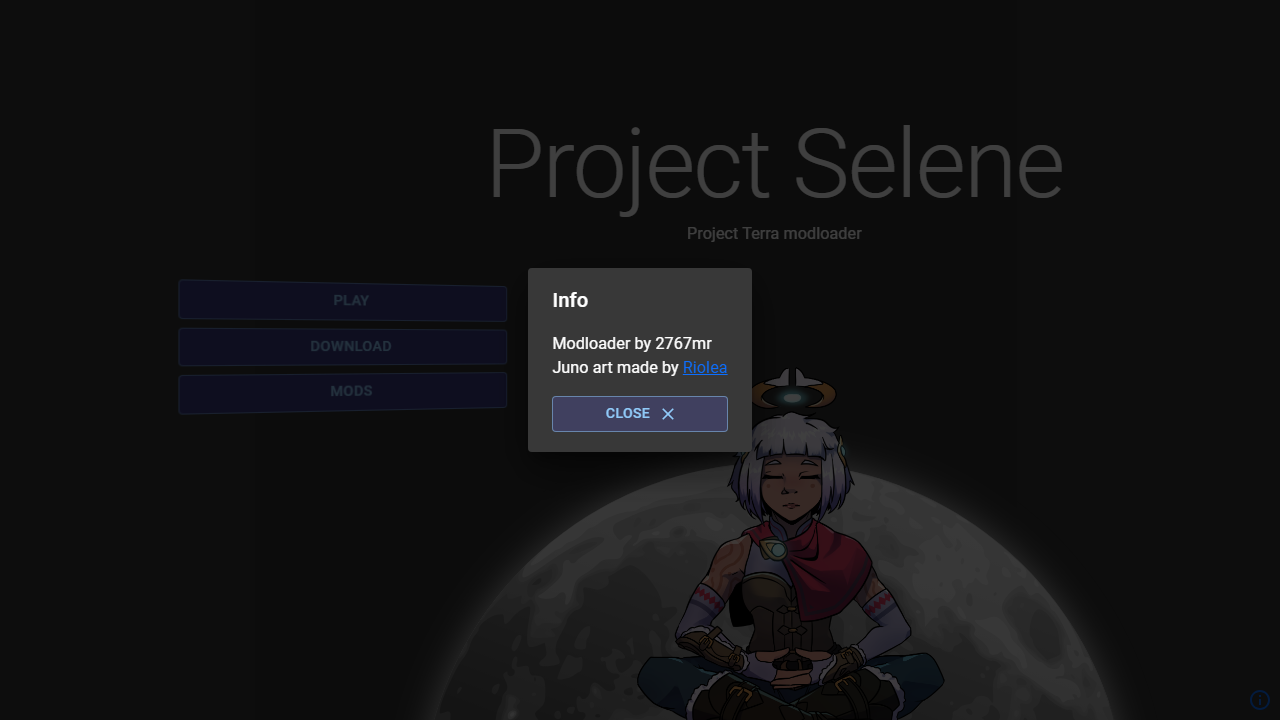 Project Selene
Project Terra modloader
PLAY
DOWNLOAD
MODS
Info
Modloader by 2767mr
Juno art made by Riolea
CLOSE